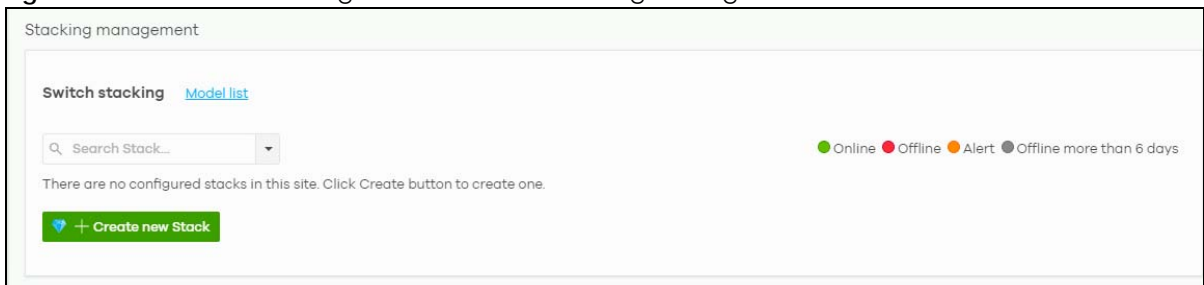 Stacking management
Switch stacking Model list
Search Stack...
Online Offline Alert Offline more than 6 days
There are no configured stacks in this site. Click Create button to create one.
+ Create new Stack